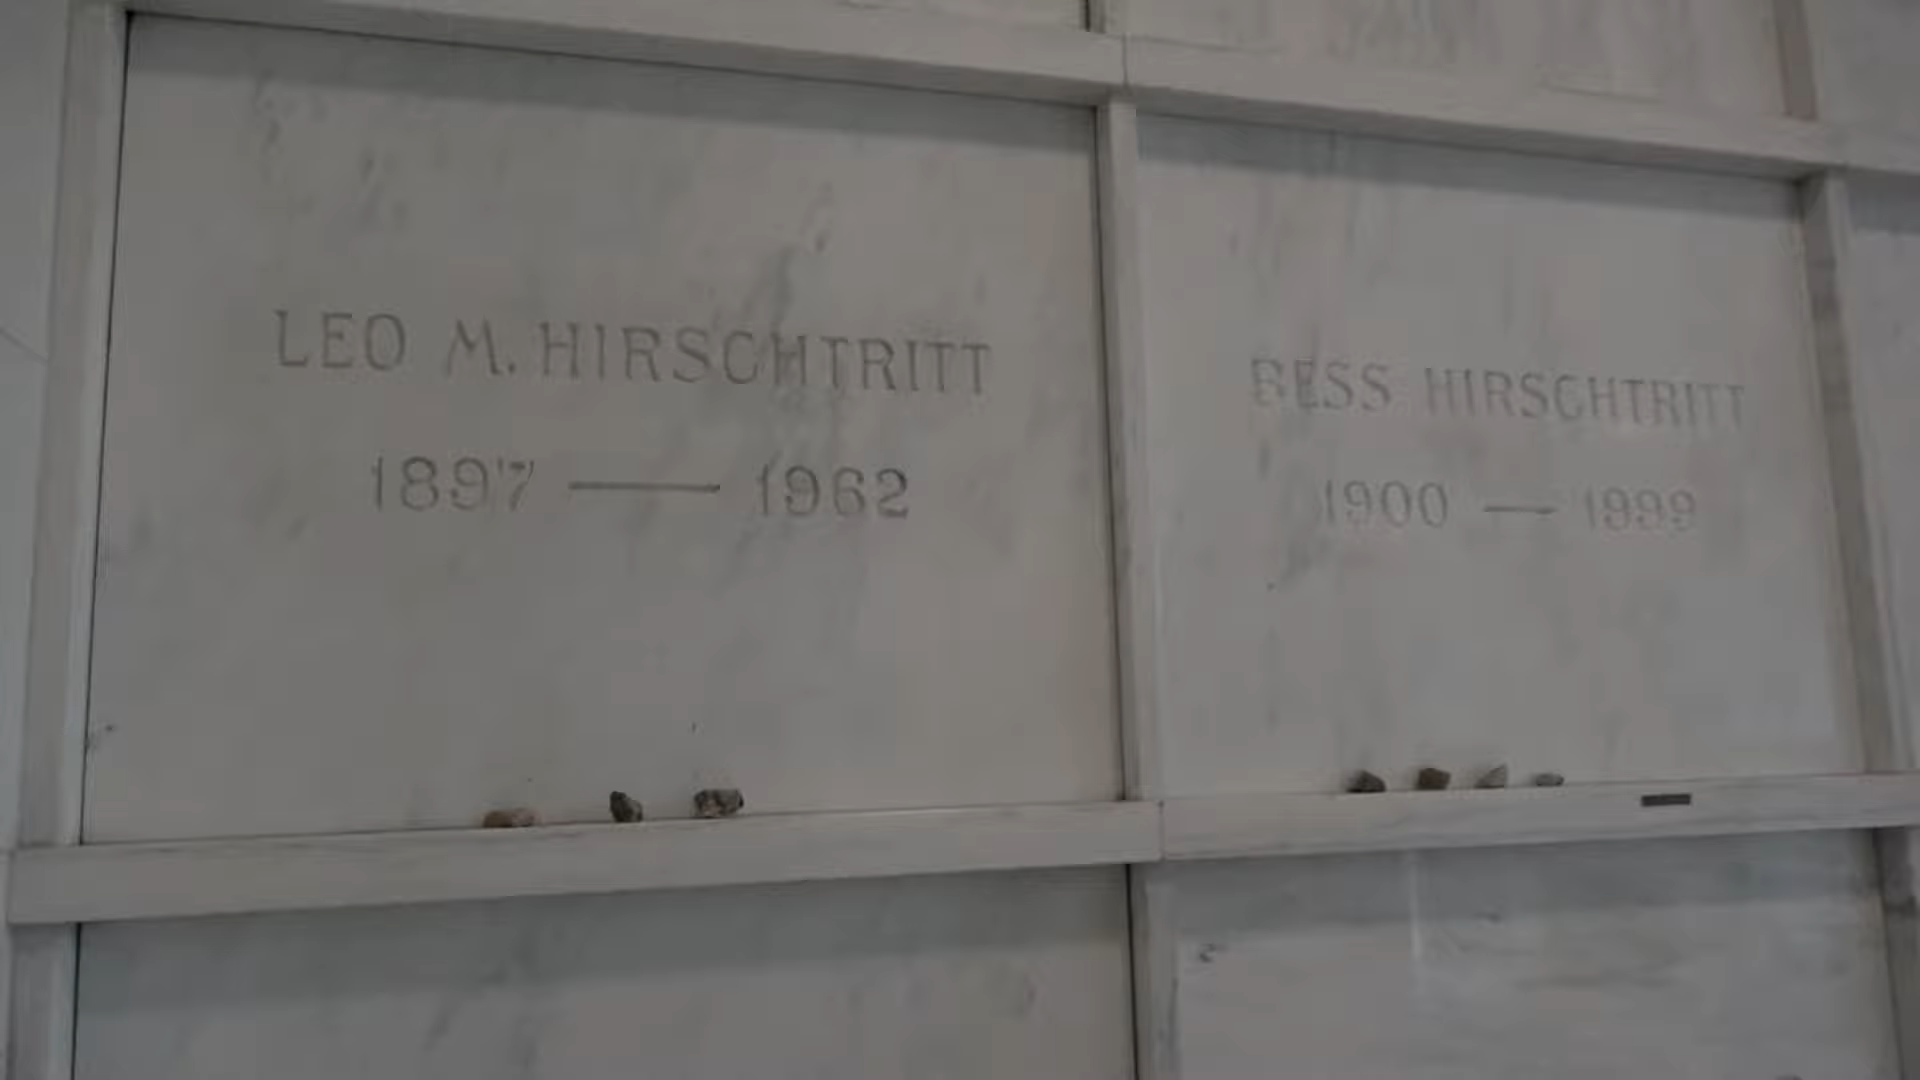 LEO M. HIRSCHTRITT
1897 — 1962
BESS HIRSCHTRITT
1900 — 1999